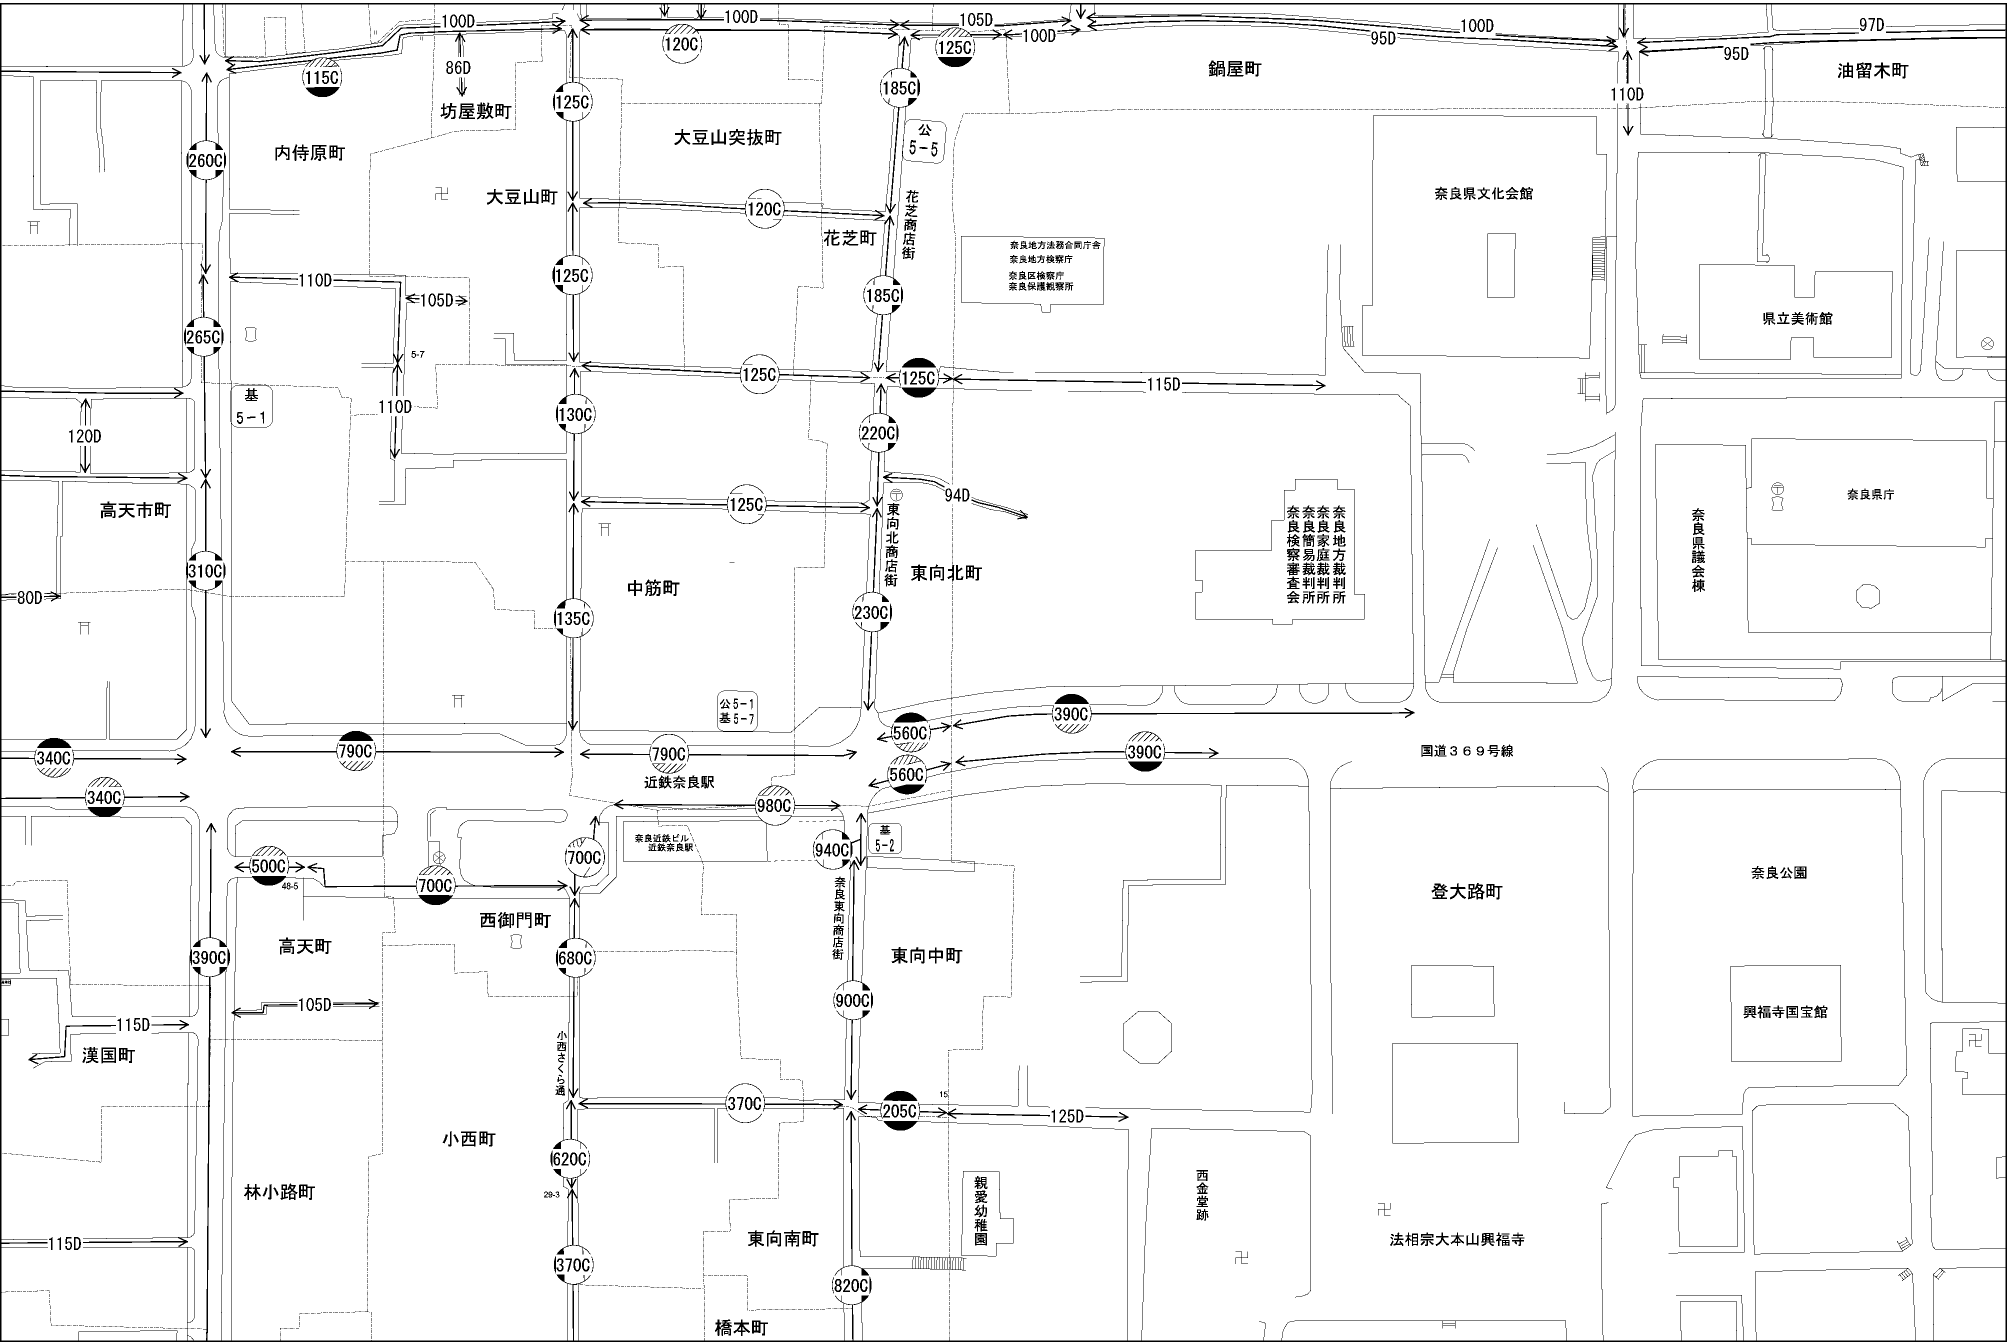 100D
100D
105D
100D
97D
120C
125C
100D
95D
95D
115C
86D
鍋屋町
油留木町
坊屋敷町
125C
185C
110D
公
5-5
大豆山突抜町
内侍原町
260C
大豆山町
奈良県文化会館
120C
花芝商店街
花芝町
奈良地方法務合同庁舎
奈良地方検察庁
奈良区検察庁
奈良保護観察所
110D
105D
125C
185C
県立美術館
265C
5-7
125C
125C
115D
基
5-1
110D
130C
220C
120D
94D
125C
高天市町
東向北商店街
奈良地方裁判所
奈良家庭裁判所
奈良簡易裁判所
奈良検察審査会
奈良県議会棟
奈良県庁
310C
東向北町
中筋町
80D
135C
230C
公5-1
基5-7
390C
560C
340C
790C
790C
390C
国道369号線
近鉄奈良駅
560C
340C
980C
奈良近鉄ビル
近鉄奈良駅
940C
基
5-2
500C
48-5
700C
700C
奈良東向商店街
奈良公園
登大路町
西御門町
高天町
390C
680C
東向中町
105D
900C
興福寺国宝館
115D
漢国町
小西さくら通
370C
205C
15
125D
小西町
620C
29-3
林小路町
親愛幼稚園
西金堂跡
115D
東向南町
法相宗大本山興福寺
370C
820C
橋本町